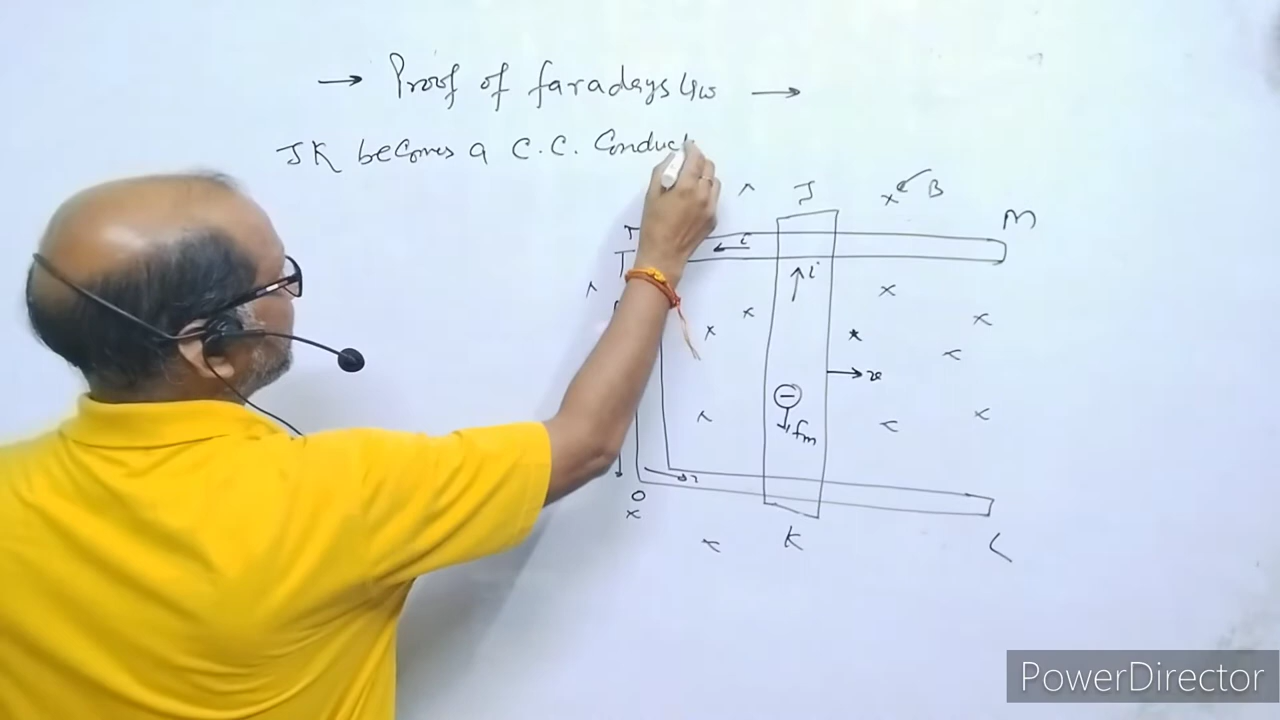 → Proof of faradays Law →
JK becomes a C.C. Conduct
J
B
M
i
i
fm
i
O
K
L
PowerDirector